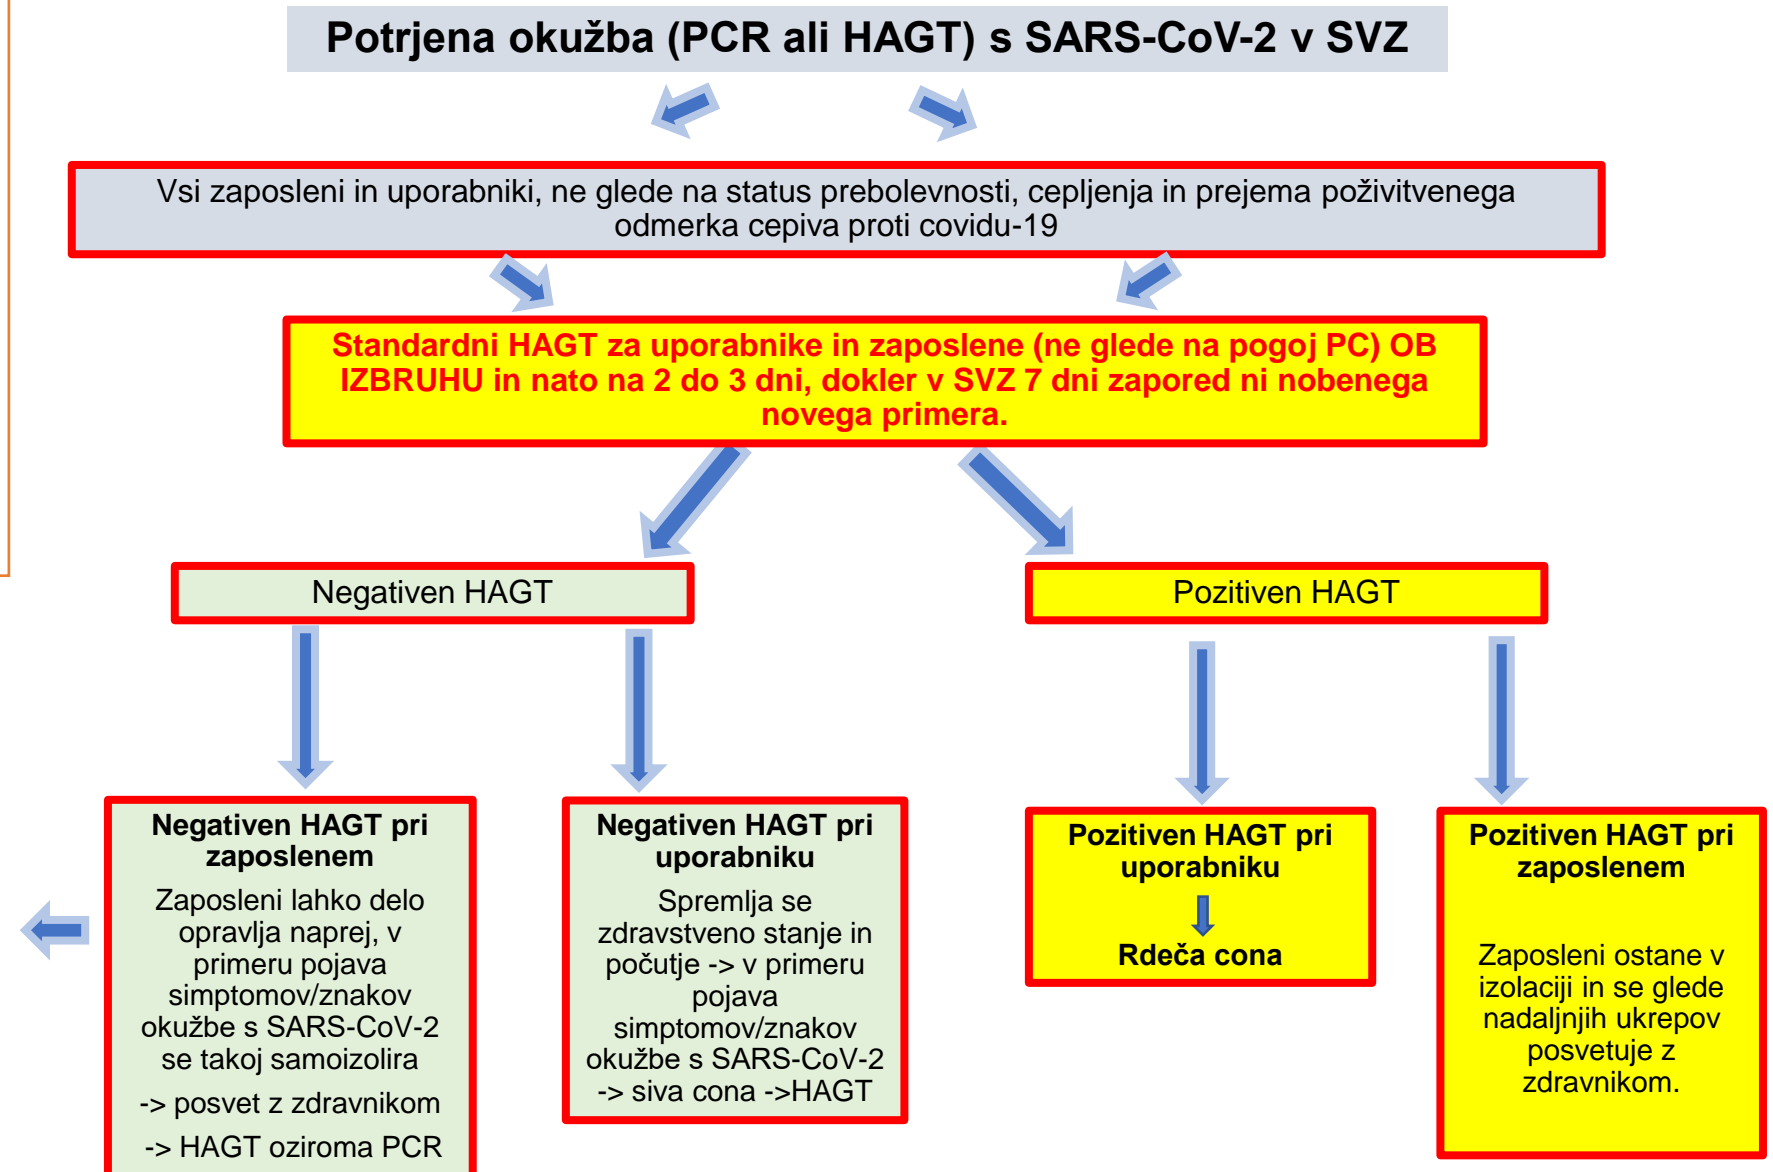 Potrjena okužba (PCR ali HAGT) s SARS-CoV-2 v SVZ
Vsi zaposleni in uporabniki, ne glede na status prebolevnosti, cepljenja in prejema poživitvenega
odmerka cepiva proti covidu-19
Standardni HAGT za uporabnike in zaposlene (ne glede na pogoj PC) OB
IZBRUHU in nato na 2 do 3 dni, dokler v SVZ 7 dni zapored ni nobenega
novega primera.
Negativen HAGT
Pozitiven HAGT
Negativen HAGT pri
zaposlenem
Zaposleni lahko delo
opravlja naprej, v
primeru pojava
simptomov/znakov
okužbe s SARS-CoV-2
se takoj samoizolira
-> posvet z zdravnikom
-> HAGT oziroma PCR
Negativen HAGT pri
uporabniku
Spremlja se
zdravstveno stanje in
počutje -> v primeru
pojava
simptomov/znakov
okužbe s SARS-CoV-2
-> siva cona ->HAGT
Pozitiven HAGT pri
uporabniku
Rdeča cona
Pozitiven HAGT pri
zaposlenem
Zaposleni ostane v
izolaciji in se glede
nadaljnjih ukrepov
posvetuje z
zdravnikom.